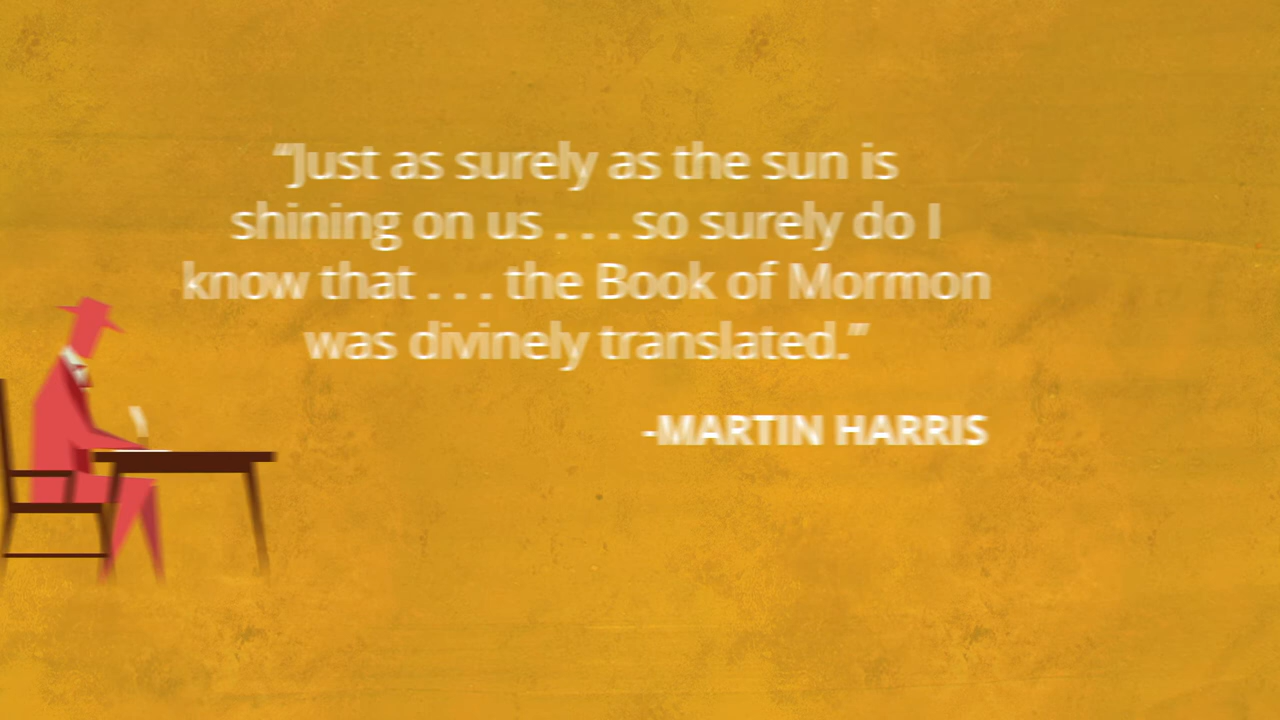 “Just as surely as the sun is
shining on us . . . so surely do I
know that . . . the Book of Mormon
was divinely translated.”
-MARTIN HARRIS